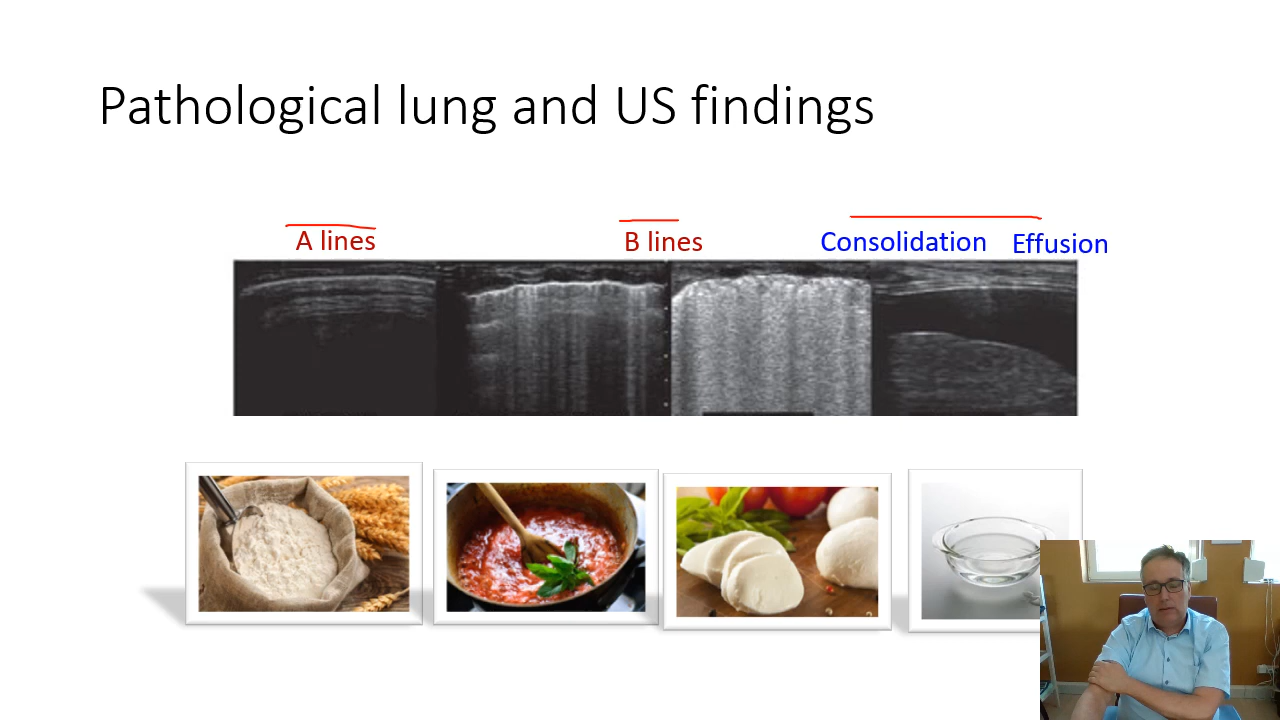 Pathological lung and US findings
A lines
B lines
Consolidation
Effusion